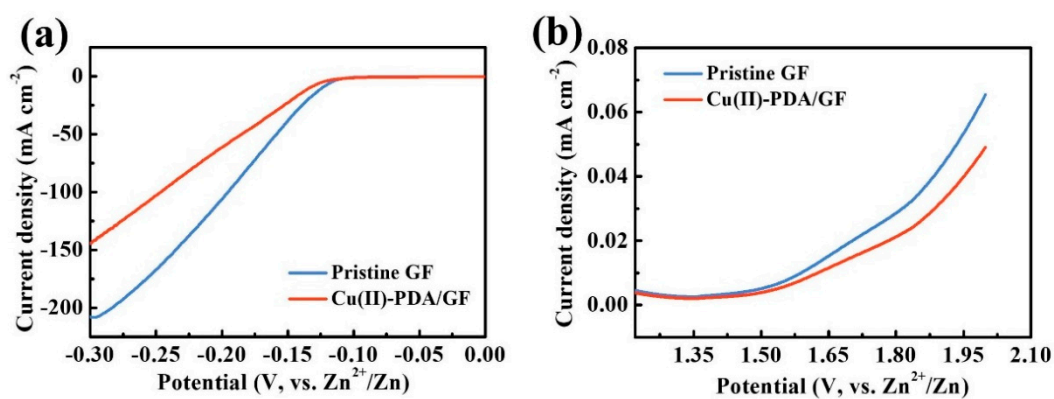 (a)
0
-50
-100
-150
-200
Current density (mA cm⁻²)
Pristine GF
Cu(II)-PDA/GF
-0.30 -0.25 -0.20 -0.15 -0.10 -0.05 0.00
Potential (V, vs. Zn²⁺/Zn)
(b)
0.08
0.06
0.04
0.02
0.00
Current density (mA cm⁻²)
Pristine GF
Cu(II)-PDA/GF
1.35 1.50 1.65 1.80 1.95 2.10
Potential (V, vs. Zn²⁺/Zn)